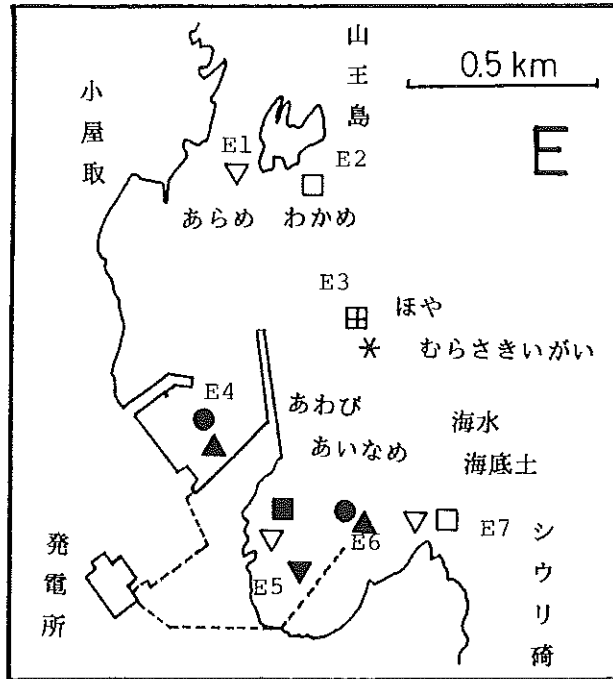 小屋取
山王島
0.5 km
E
E1
E2
あらめ
わかめ
E3
ほや
むらさきいがい
E4
あわび
あいなめ
海水
海底土
E5
E6
E7
発電所
シウリ碕